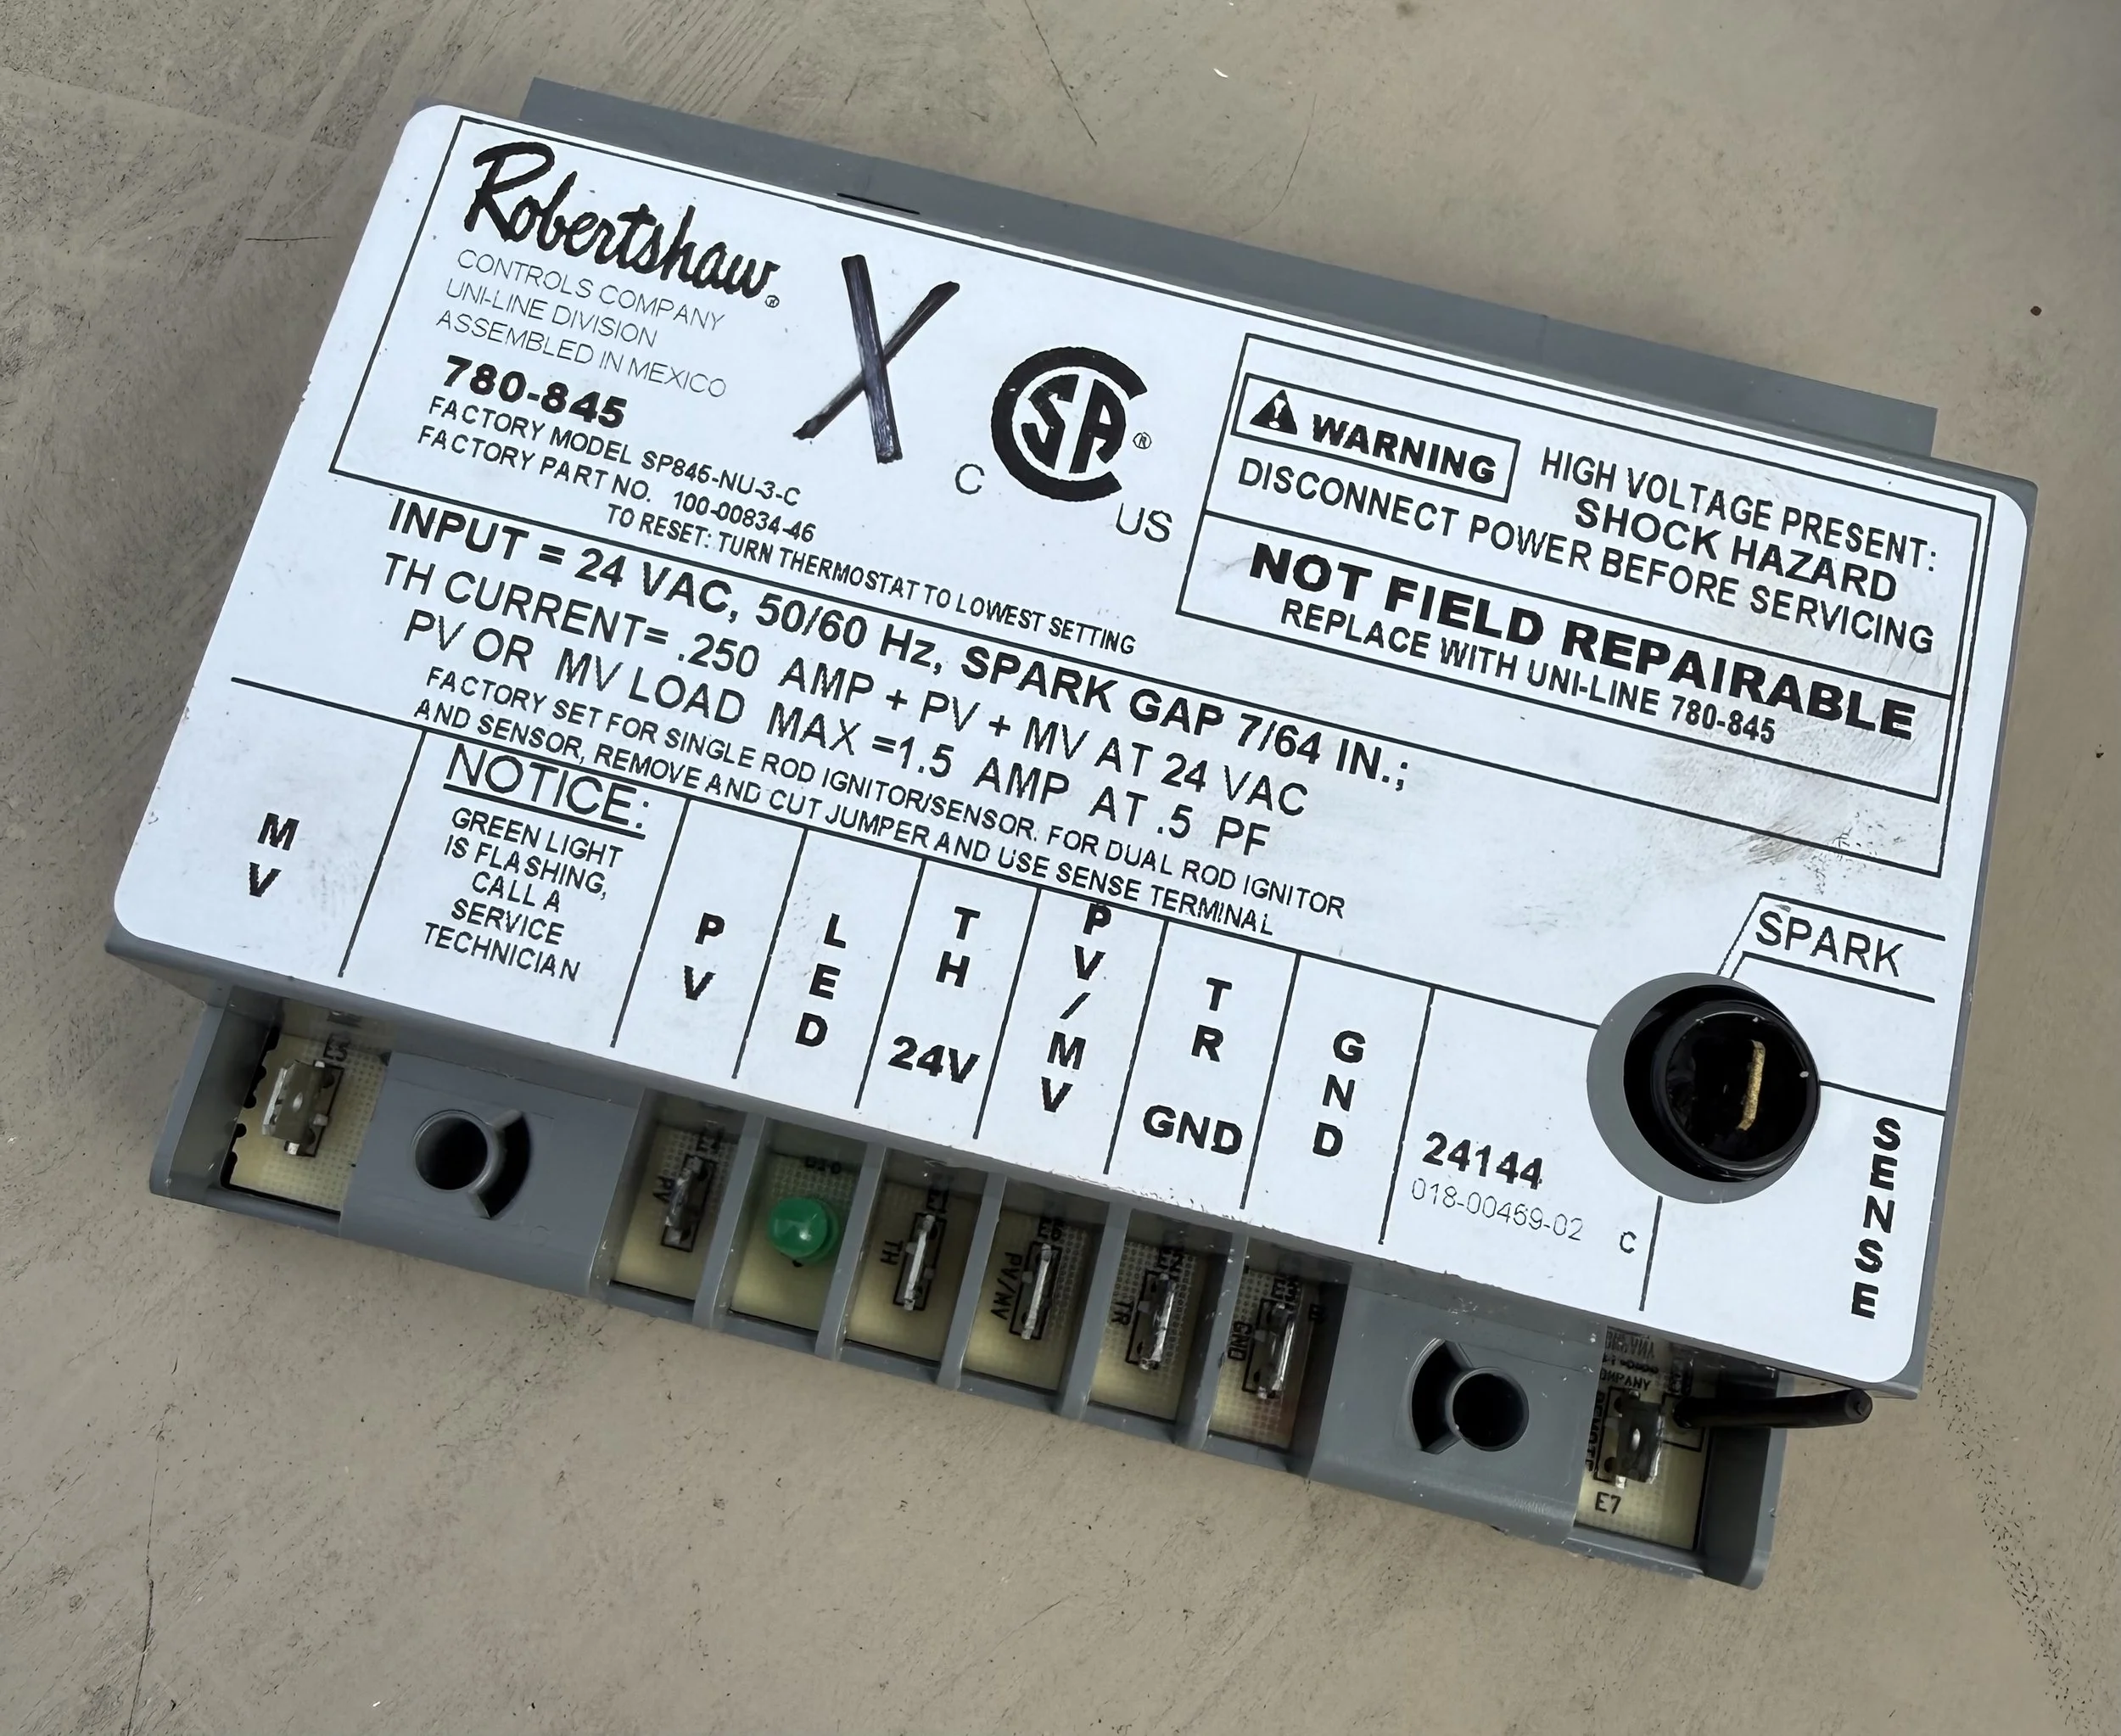 Robertshaw®
CONTROLS COMPANY
UNI-LINE DIVISION
ASSEMBLED IN MEXICO
780-845
FACTORY MODEL SP845-NU-3-C
FACTORY PART NO. 100-00834-46
TO RESET: TURN THERMOSTAT TO LOWEST SETTING
X
C SA® US
WARNING
HIGH VOLTAGE PRESENT:
SHOCK HAZARD
DISCONNECT POWER BEFORE SERVICING
NOT FIELD REPAIRABLE
REPLACE WITH UNI-LINE 780-845
INPUT = 24 VAC, 50/60 Hz, SPARK GAP 7/64 IN.;
TH CURRENT= .250 AMP + PV + MV AT 24 VAC
PV OR MV LOAD MAX =1.5 AMP AT .5 PF
FACTORY SET FOR SINGLE ROD IGNITOR/SENSOR. FOR DUAL ROD IGNITOR
AND SENSOR, REMOVE AND CUT JUMPER AND USE SENSE TERMINAL
MV
NOTICE:
GREEN LIGHT
IS FLASHING,
CALL A
SERVICE
TECHNICIAN
PV
LED
TH
24V
PV/MV
TR
GND
GND
24144
018-00469-02 C
SPARK
SENSE
PV
TH
PV/MV
TR
GND
REMOTE
E7